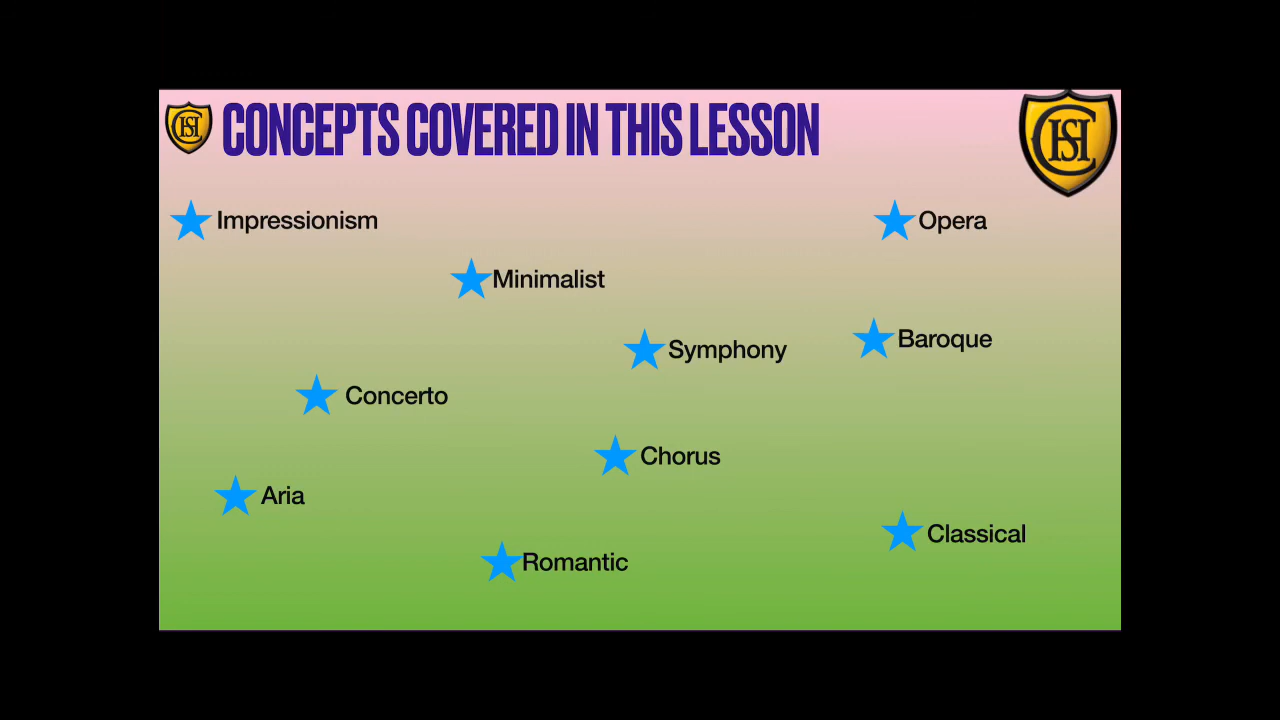 CONCEPTS COVERED IN THIS LESSON
Impressionism
Opera
Minimalist
Baroque
Symphony
Concerto
Chorus
Aria
Classical
Romantic